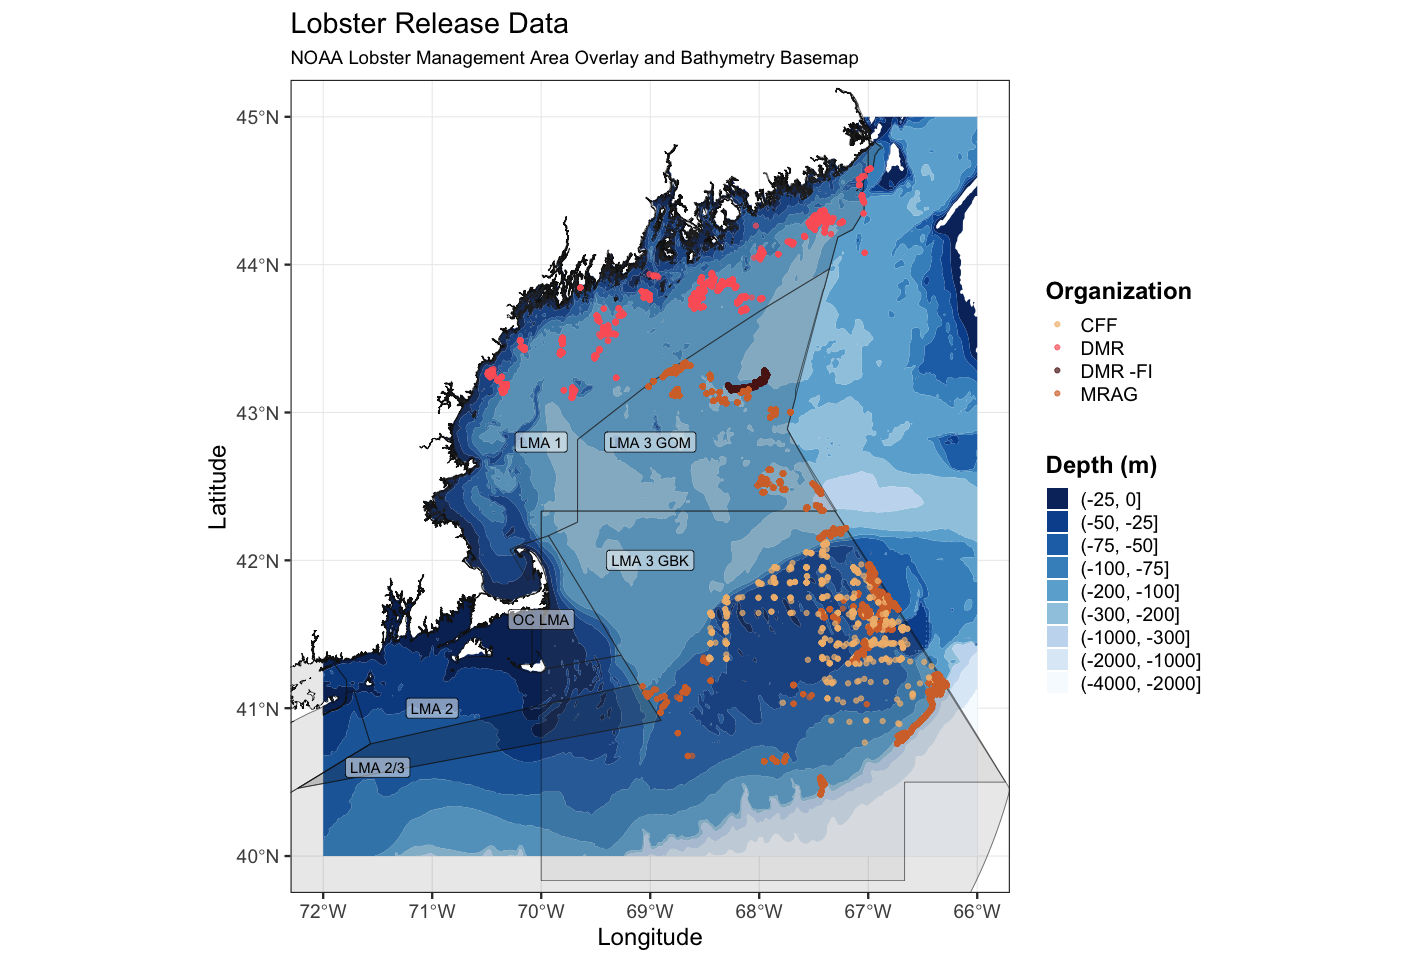 Lobster Release Data
NOAA Lobster Management Area Overlay and Bathymetry Basemap
45°N
44°N
43°N
42°N
41°N
40°N
Latitude
72°W
71°W
70°W
69°W
68°W
67°W
66°W
Longitude
LMA 1
LMA 3 GOM
LMA 3 GBK
OC LMA
LMA 2
LMA 2/3
Organization
CFF
DMR
DMR -FI
MRAG
Depth (m)
(-25, 0]
(-50, -25]
(-75, -50]
(-100, -75]
(-200, -100]
(-300, -200]
(-1000, -300]
(-2000, -1000]
(-4000, -2000]